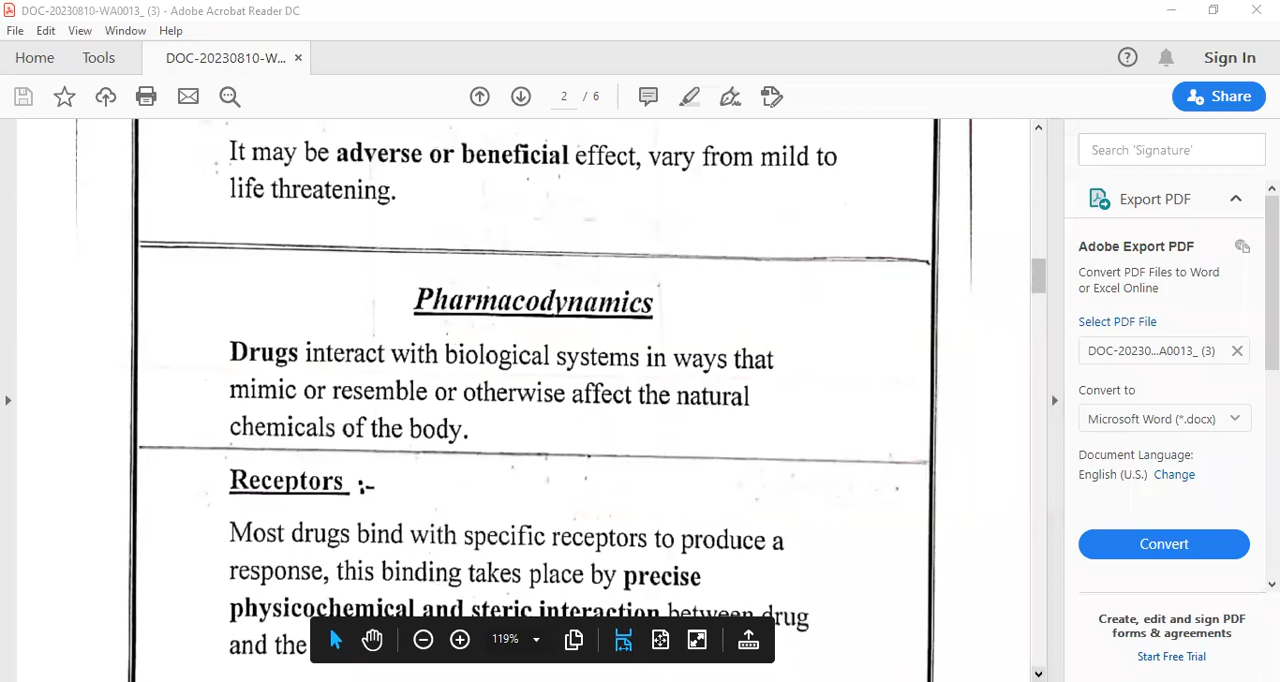 DOC-20230810-WA0013_ (3) - Adobe Acrobat Reader DC
File Edit View Window Help
Home Tools DOC-20230810-W... × Sign In
2 / 6 Share
It may be adverse or beneficial effect, vary from mild to
life threatening.
Pharmacodynamics
Drugs interact with biological systems in ways that
mimic or resemble or otherwise affect the natural
chemicals of the body.
Receptors :-
Most drugs bind with specific receptors to produce a
response, this binding takes place by precise
physicochemical and steric interaction between drug
and the
119%
Search 'Signature'
Export PDF
Adobe Export PDF
Convert PDF Files to Word
or Excel Online
Select PDF File
DOC-20230...A0013_ (3)
Convert to
Microsoft Word (*.docx)
Document Language:
English (U.S.) Change
Convert
Create, edit and sign PDF
forms & agreements
Start Free Trial